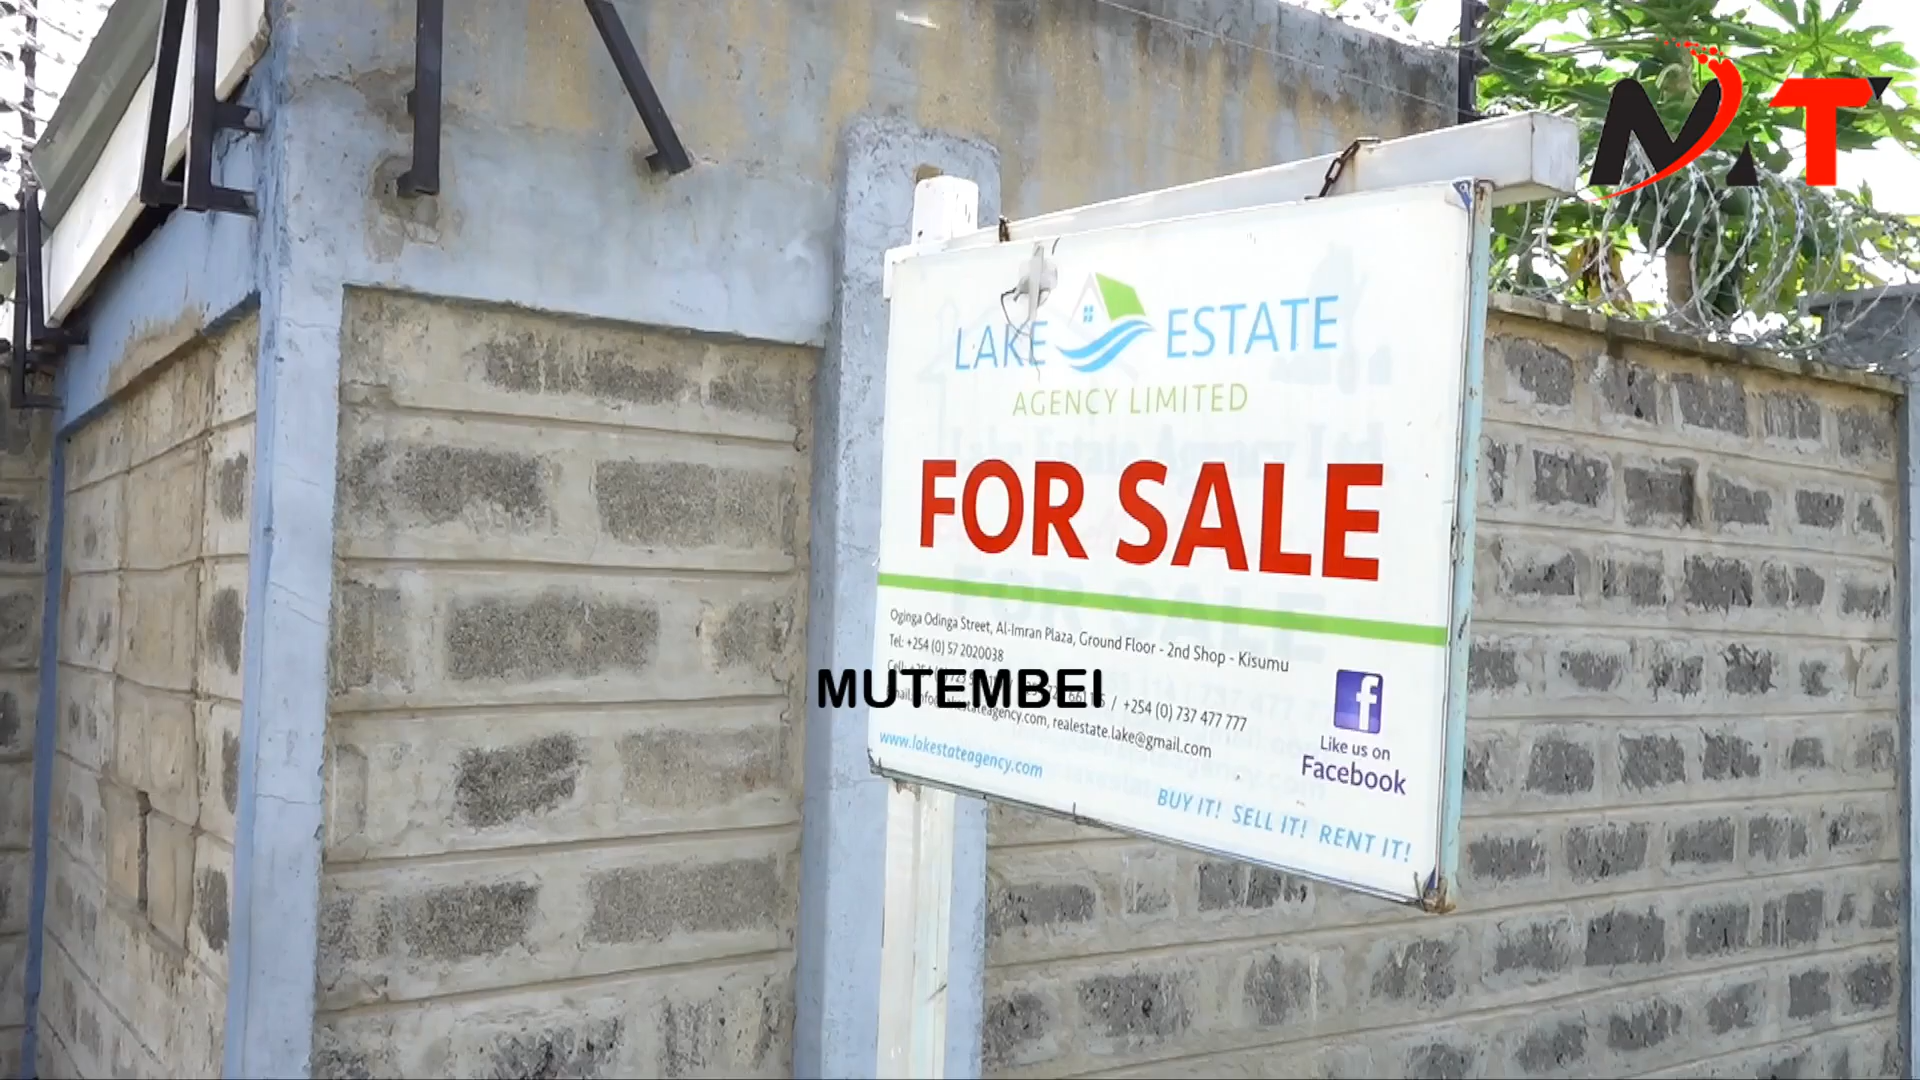 MT
LAKE ESTATE
AGENCY LIMITED
FOR SALE
Oginga Odinga Street, Al-Imran Plaza, Ground Floor - 2nd Shop - Kisumu
Tel: +254 (0) 57 2020038
MUTEMBEI
/ +254 (0) 737 477 777
realestate.lake@gmail.com
www.lakestateagency.com
f
Like us on
Facebook
BUY IT! SELL IT! RENT IT!